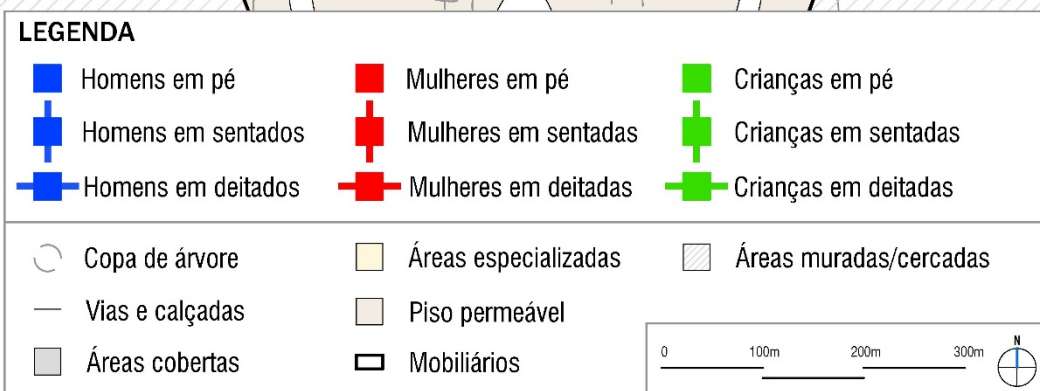 LEGENDA
Homens em pé
Mulheres em pé
Crianças em pé
Homens em sentados
Mulheres em sentadas
Crianças em sentadas
Homens em deitados
Mulheres em deitadas
Crianças em deitadas
Copa de árvore
Áreas especializadas
Áreas muradas/cercadas
Vias e calçadas
Piso permeável
Áreas cobertas
Mobiliários
0 100m 200m 300m
N